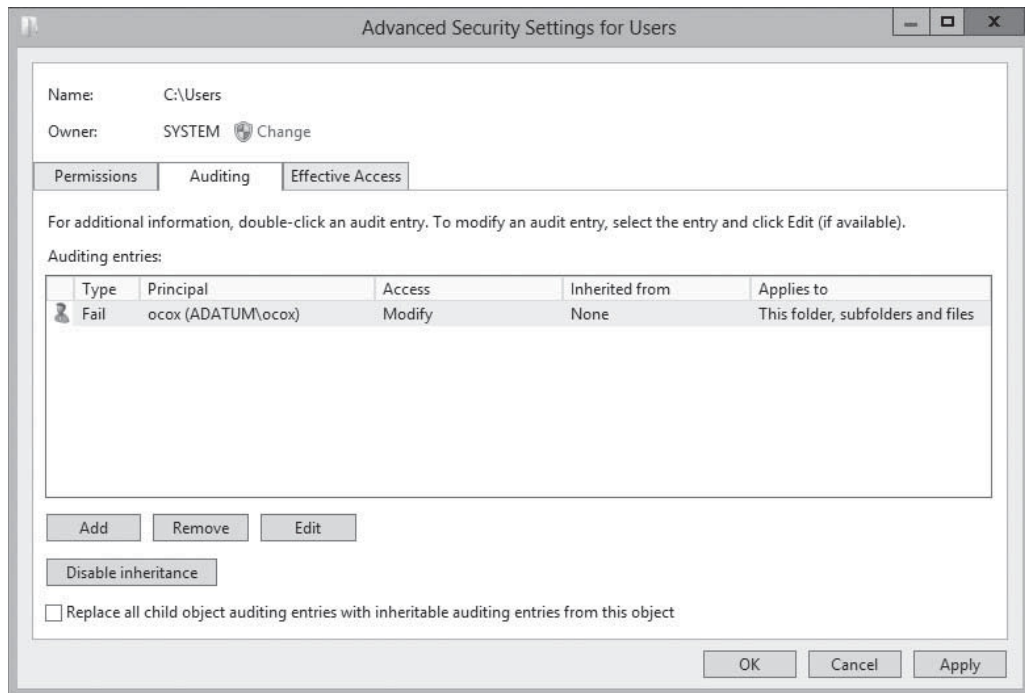 Advanced Security Settings for Users
Name: C:\Users
Owner: SYSTEM Change
Permissions Auditing Effective Access
For additional information, double-click an audit entry. To modify an audit entry, select the entry and click Edit (if available).
Auditing entries:
Type Principal Access Inherited from Applies to
Fail ocox (ADATUM\ocox) Modify None This folder, subfolders and files
Add Remove Edit
Disable inheritance
Replace all child object auditing entries with inheritable auditing entries from this object
OK Cancel Apply